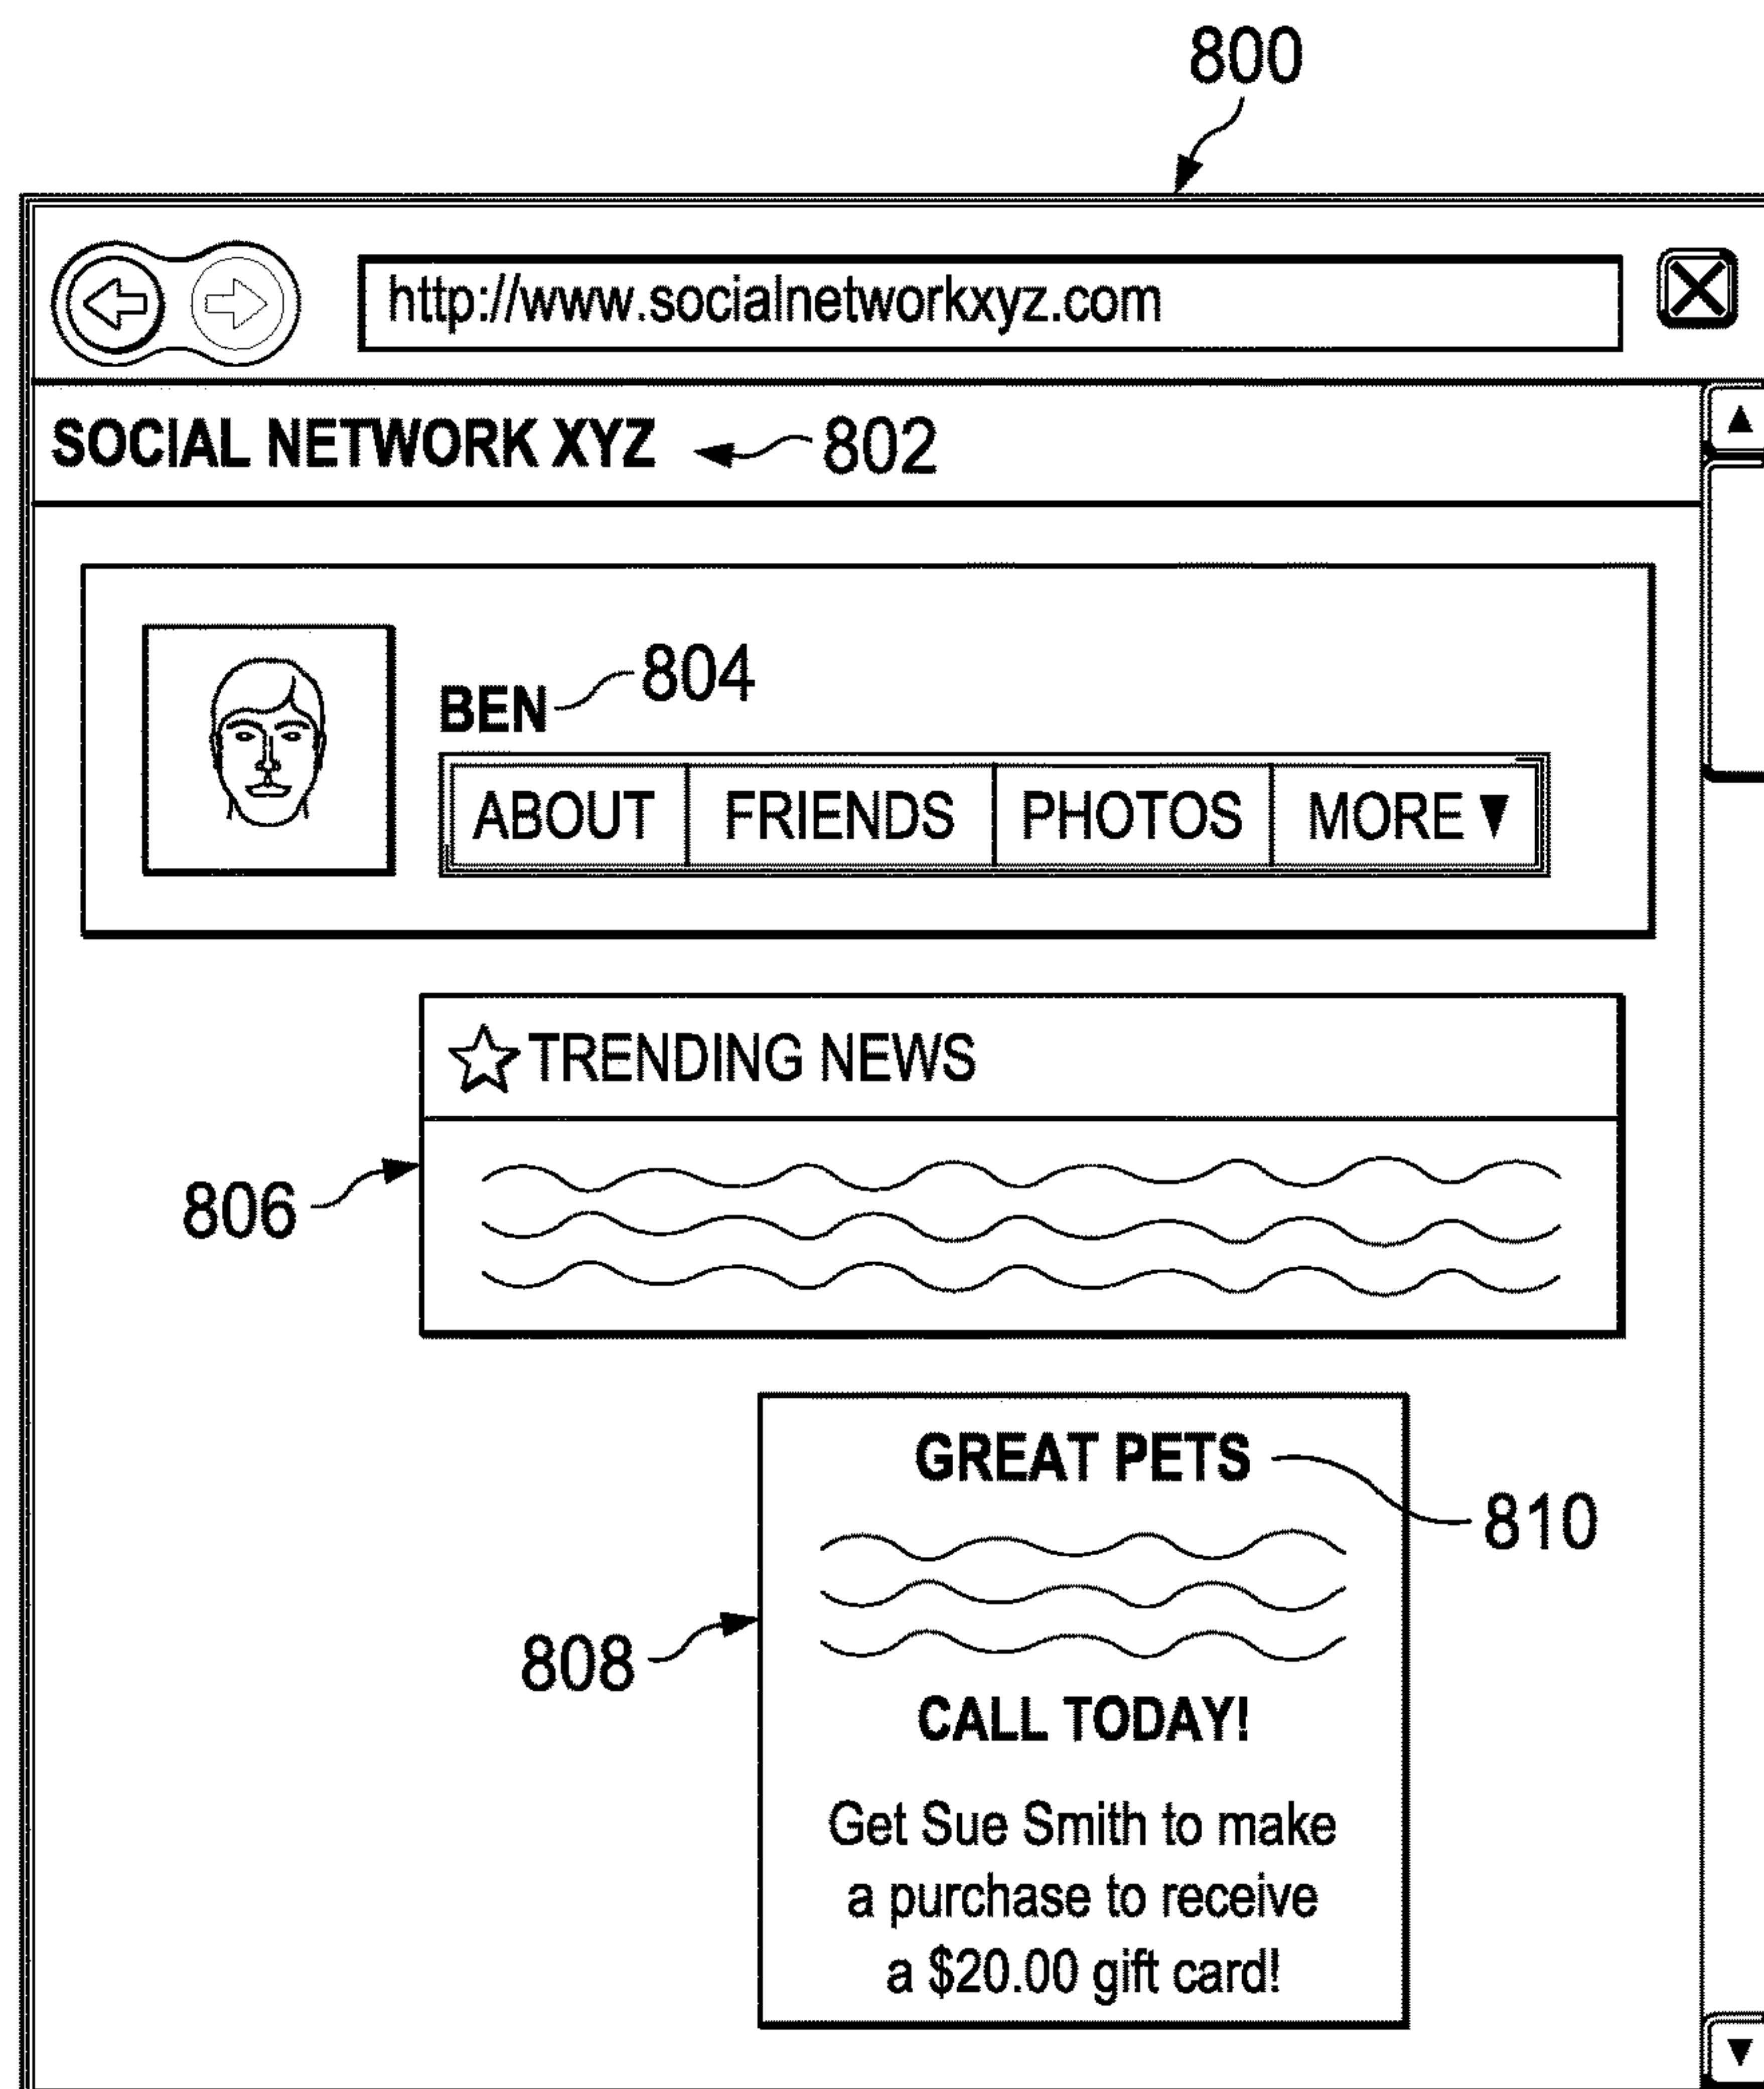 800
http://www.socialnetworkxyz.com
SOCIAL NETWORK XYZ 802
BEN 804
ABOUT FRIENDS PHOTOS MORE ▼
TRENDING NEWS
806
GREAT PETS
810
808
CALL TODAY!
Get Sue Smith to make
a purchase to receive
a $20.00 gift card!